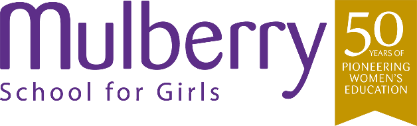 Mulberry
School for Girls
50
YEARS OF
PIONEERING
WOMEN'S
EDUCATION